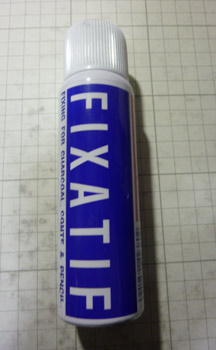 FIXATIF
FIXING FOR CHARCOAL CONTE & PENCIL